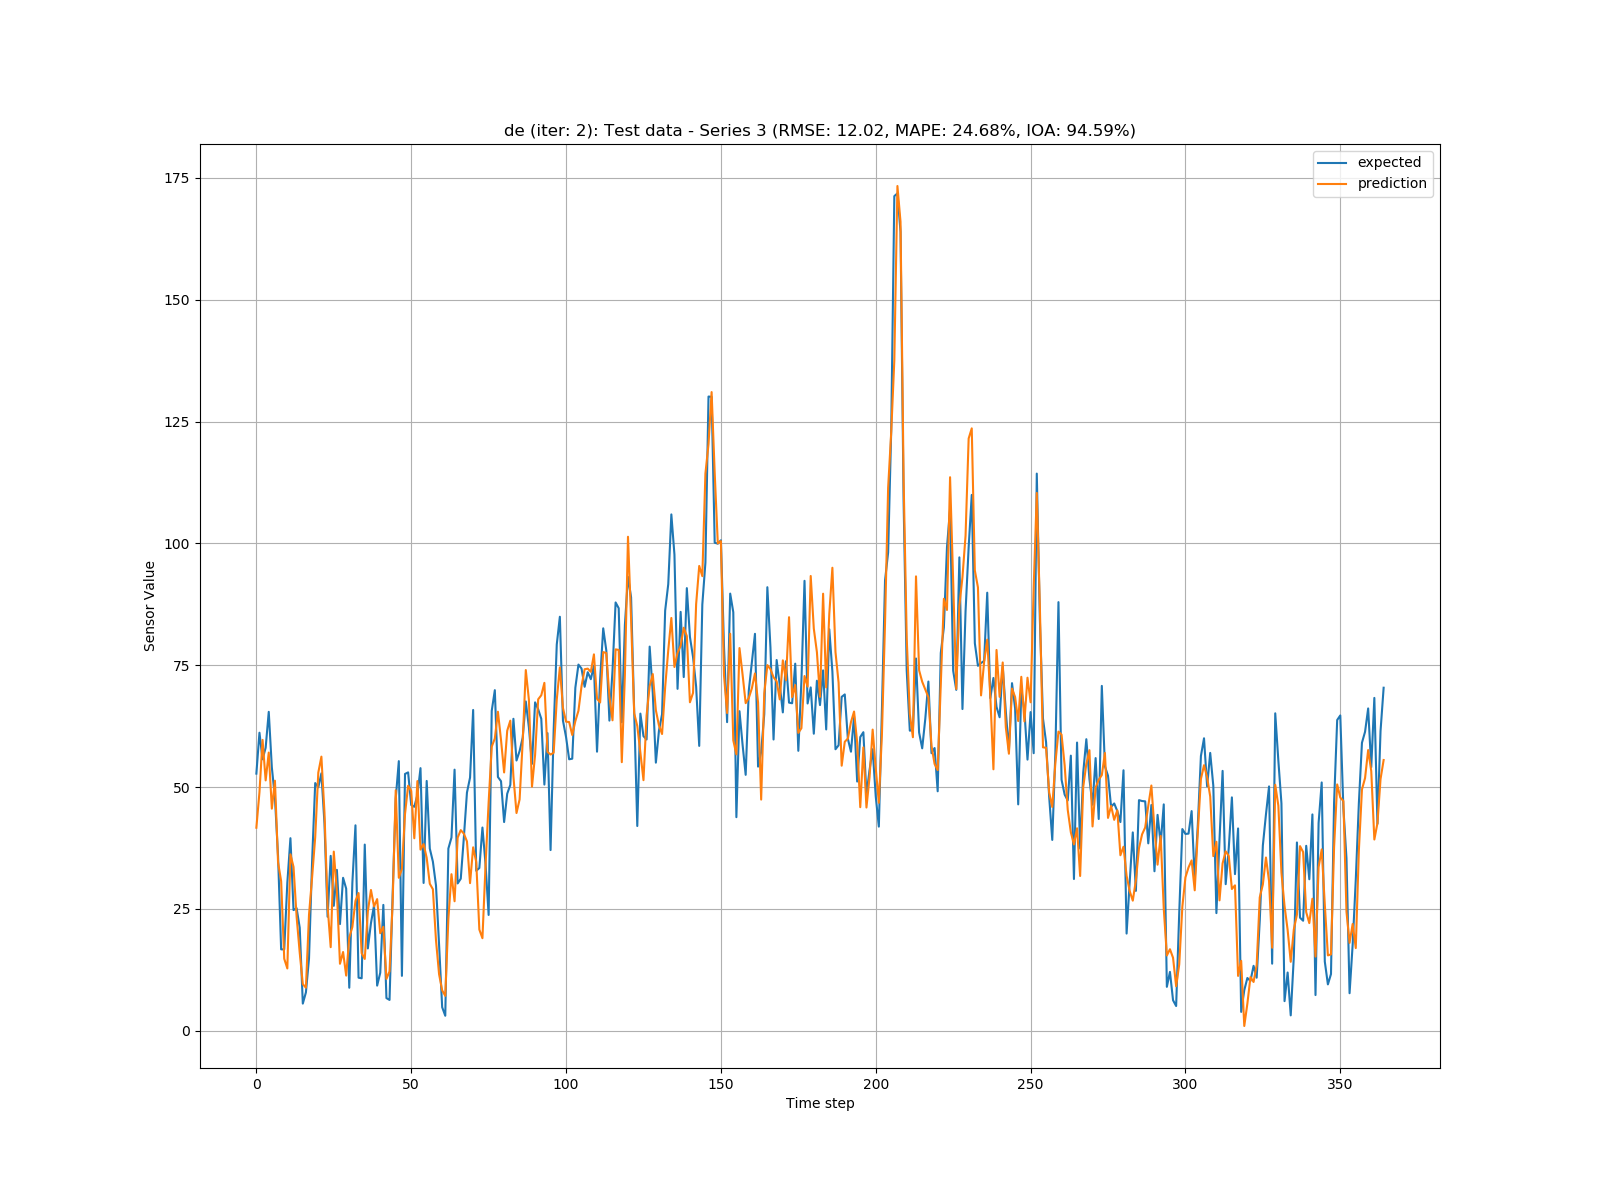 de (iter: 2): Test data - Series 3 (RMSE: 12.02, MAPE: 24.68%, IOA: 94.59%)
expected
prediction
175
150
125
100
75
50
25
0
Sensor Value
0 50 100 150 200 250 300 350
Time step